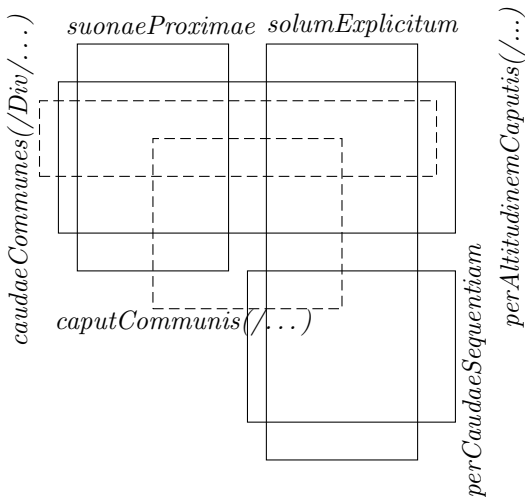 suonaeProximae
solumExplicitum
caudaeCommunes(/Div/...)
perAltitudinemCaputis(/...)
caputCommunis(/...)
perCaudaeSequentiam